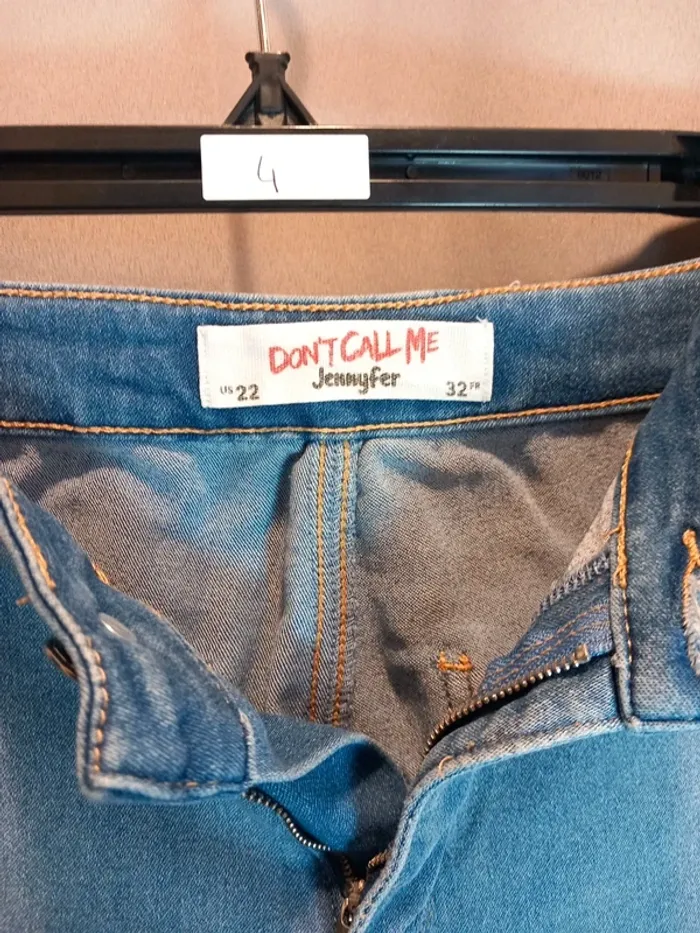 4
DON'T CALL ME
Jennyfer
US 22 32 FR